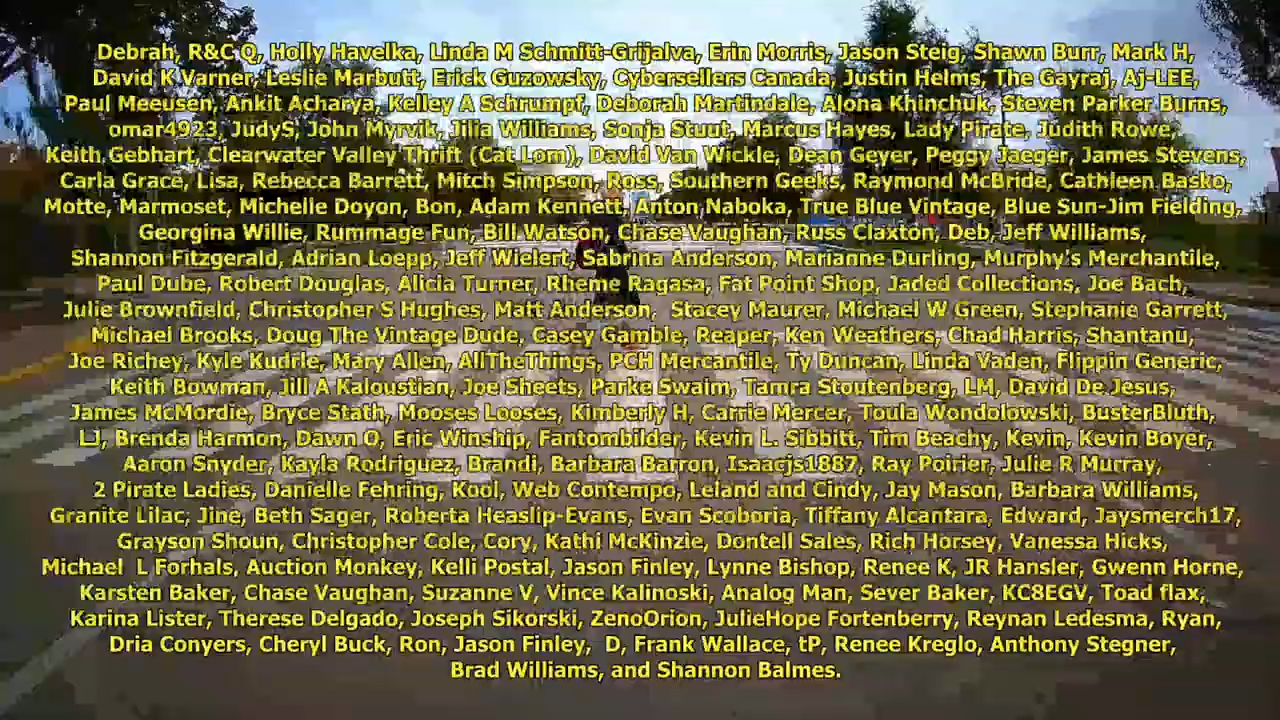 Debrah, R&C Q, Holly Havelka, Linda M Schmitt-Grijalva, Erin Morris, Jason Steig, Shawn Burr, Mark H,
David K Varner, Leslie Marbutt, Erick Guzowsky, Cybersellers Canada, Justin Helms, The Gayraj, Aj-LEE,
Paul Meeusen, Ankit Acharya, Kelley A Schrumpf, Deborah Martindale, Alona Khinchuk, Steven Parker Burns,
omar4923, JudyS, John Myrvik, Jilia Williams, Sonja Stuut, Marcus Hayes, Lady Pirate, Judith Rowe,
Keith Gebhart, Clearwater Valley Thrift (Cat Lom), David Van Wickle, Dean Geyer, Peggy Jaeger, James Stevens,
Carla Grace, Lisa, Rebecca Barrett, Mitch Simpson, Ross, Southern Geeks, Raymond McBride, Cathleen Basko,
Motte, Marmoset, Michelle Doyon, Bon, Adam Kennett, Anton Naboka, True Blue Vintage, Blue Sun-Jim Fielding,
Georgina Willie, Rummage Fun, Bill Watson, Chase Vaughan, Russ Claxton, Deb, Jeff Williams,
Shannon Fitzgerald, Adrian Loepp, Jeff Wielert, Sabrina Anderson, Marianne Durling, Murphy's Merchantile,
Paul Dube, Robert Douglas, Alicia Turner, Rheme Ragasa, Fat Point Shop, Jaded Collections, Joe Bach,
Julie Brownfield, Christopher S Hughes, Matt Anderson, Stacey Maurer, Michael W Green, Stephanie Garrett,
Michael Brooks, Doug The Vintage Dude, Casey Gamble, Reaper, Ken Weathers, Chad Harris, Shantanu,
Joe Richey, Kyle Kudrle, Mary Allen, AllTheThings, PCH Mercantile, Ty Duncan, Linda Vaden, Flippin Generic,
Keith Bowman, Jill A Kaloustian, Joe Sheets, Parke Swaim, Tamra Stoutenberg, LM, David De Jesus,
James McMordie, Bryce Stath, Mooses Looses, Kimberly H, Carrie Mercer, Toula Wondolowski, BusterBluth,
LJ, Brenda Harmon, Dawn O, Eric Winship, Fantombilder, Kevin L. Sibbitt, Tim Beachy, Kevin, Kevin Boyer,
Aaron Snyder, Kayla Rodriguez, Brandi, Barbara Barron, Isaacjs1887, Ray Poirier, Julie R Murray,
2 Pirate Ladies, Danielle Fehring, Kool, Web Contempo, Leland and Cindy, Jay Mason, Barbara Williams,
Granite Lilac, Jine, Beth Sager, Roberta Heaslip-Evans, Evan Scoboria, Tiffany Alcantara, Edward, Jaysmerch17,
Grayson Shoun, Christopher Cole, Cory, Kathi McKinzie, Dontell Sales, Rich Horsey, Vanessa Hicks,
Michael L Forhals, Auction Monkey, Kelli Postal, Jason Finley, Lynne Bishop, Renee K, JR Hansler, Gwenn Horne,
Karsten Baker, Chase Vaughan, Suzanne V, Vince Kalinoski, Analog Man, Sever Baker, KC8EGV, Toad flax,
Karina Lister, Therese Delgado, Joseph Sikorski, ZenoOrion, JulieHope Fortenberry, Reynan Ledesma, Ryan,
Dria Conyers, Cheryl Buck, Ron, Jason Finley, D, Frank Wallace, tP, Renee Kreglo, Anthony Stegner,
Brad Williams, and Shannon Balmes.